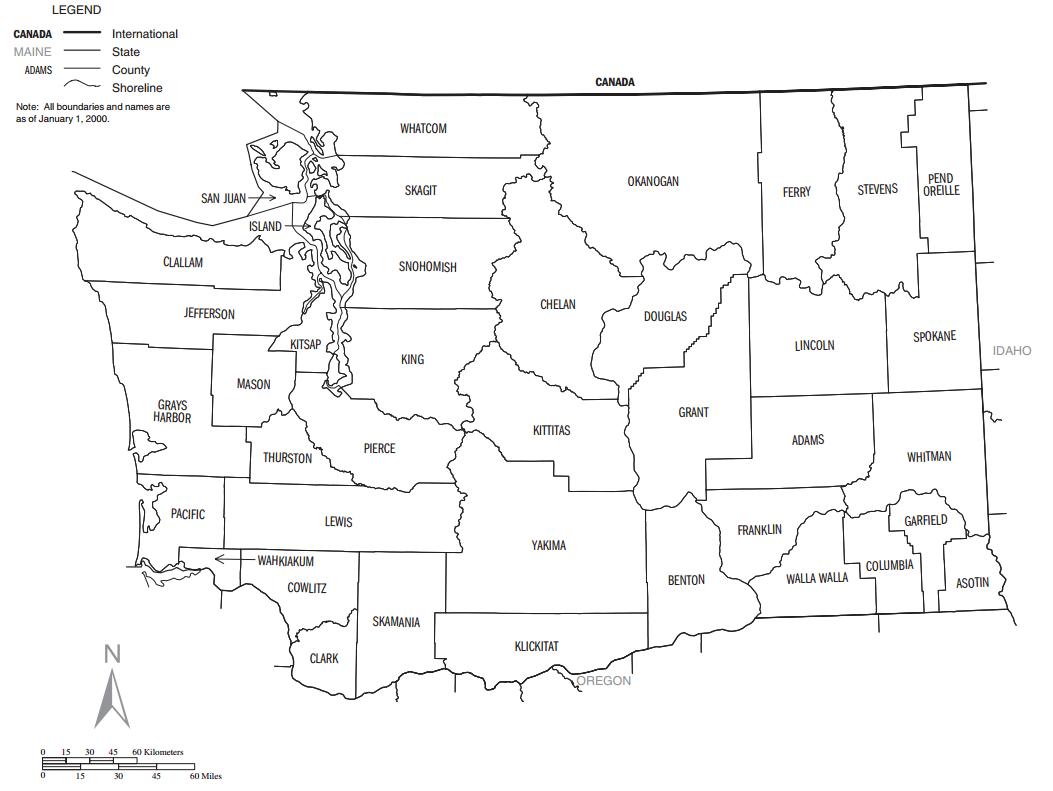 LEGEND
CANADA International
MAINE State
ADAMS County
Shoreline
Note: All boundaries and names are
as of January 1, 2000.
CANADA
WHATCOM
SAN JUAN
SKAGIT
ISLAND
OKANOGAN
FERRY
STEVENS
PEND
OREILLE
CLALLAM
SNOHOMISH
CHELAN
JEFFERSON
DOUGLAS
KITSAP
KING
LINCOLN
SPOKANE
IDAHO
MASON
GRAYS
HARBOR
GRANT
KITTITAS
ADAMS
PIERCE
THURSTON
WHITMAN
PACIFIC
LEWIS
YAKIMA
FRANKLIN
GARFIELD
WAHKIAKUM
COWLITZ
BENTON
WALLA WALLA
COLUMBIA
ASOTIN
SKAMANIA
KLICKITAT
CLARK
OREGON
N
0 15 30 45 60 Kilometers
0 15 30 45 60 Miles